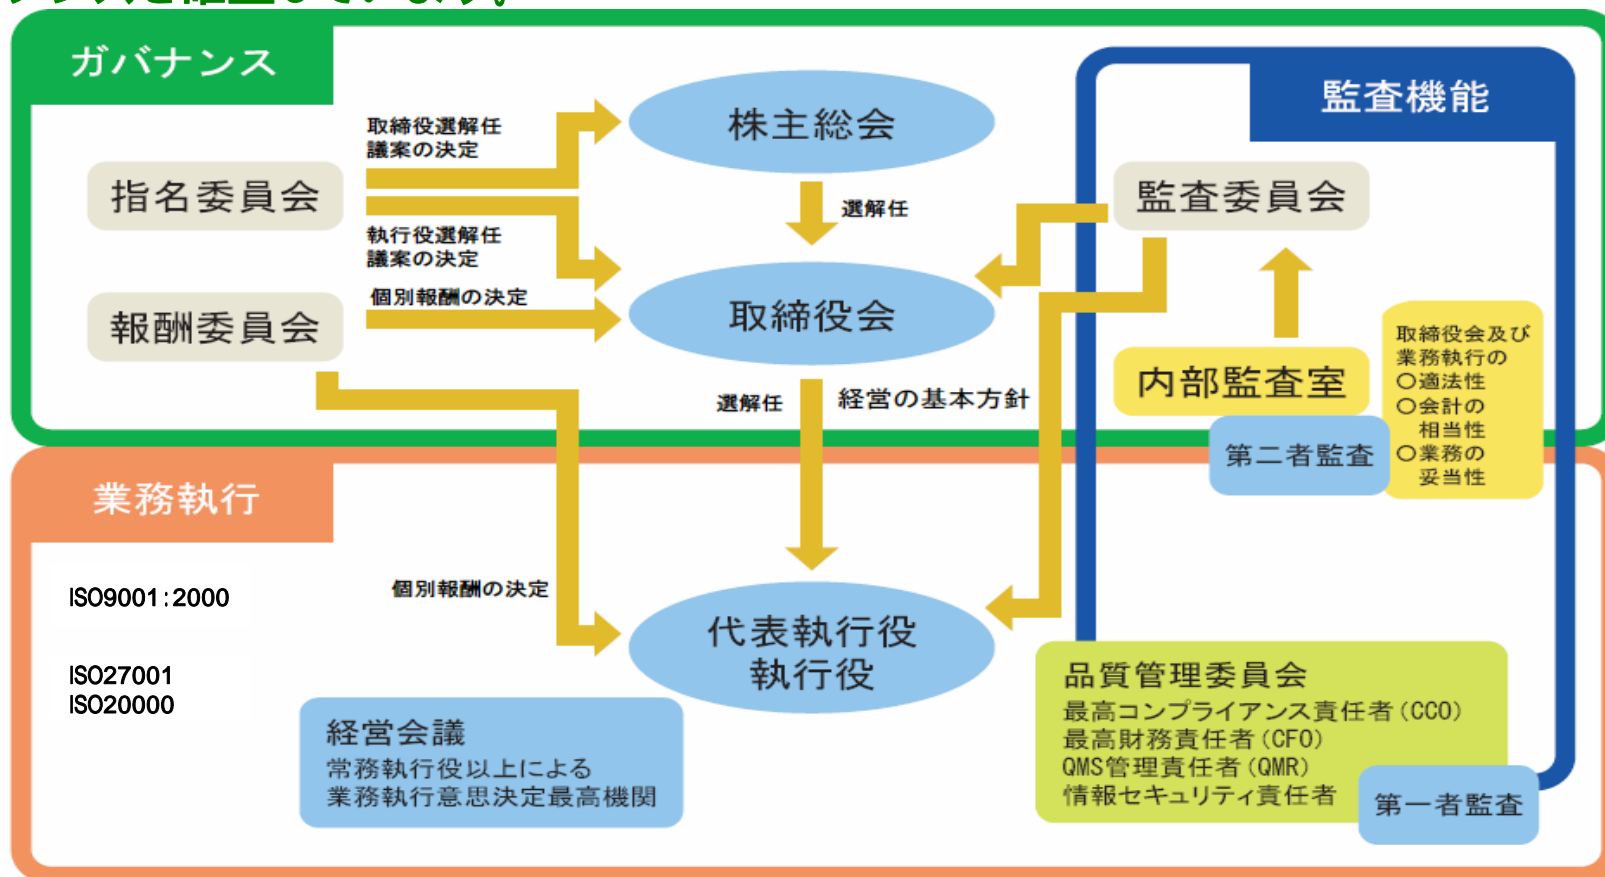 ガバナンス
監査機能
取締役選解任
議案の決定
株主総会
指名委員会
監査委員会
選解任
執行役選解任
議案の決定
個別報酬の決定
報酬委員会
取締役会
内部監査室
取締役会及び
業務執行の
〇適法性
〇会計の
相当性
〇業務の
妥当性
選解任
経営の基本方針
第二者監査
業務執行
ISO9001:2000
ISO27001
ISO20000
個別報酬の決定
代表執行役
執行役
経営会議
常務執行役以上による
業務執行意思決定最高機関
品質管理委員会
最高コンプライアンス責任者(CCO)
最高財務責任者(CFO)
QMS管理責任者(QMR)
情報セキュリティ責任者
第一者監査